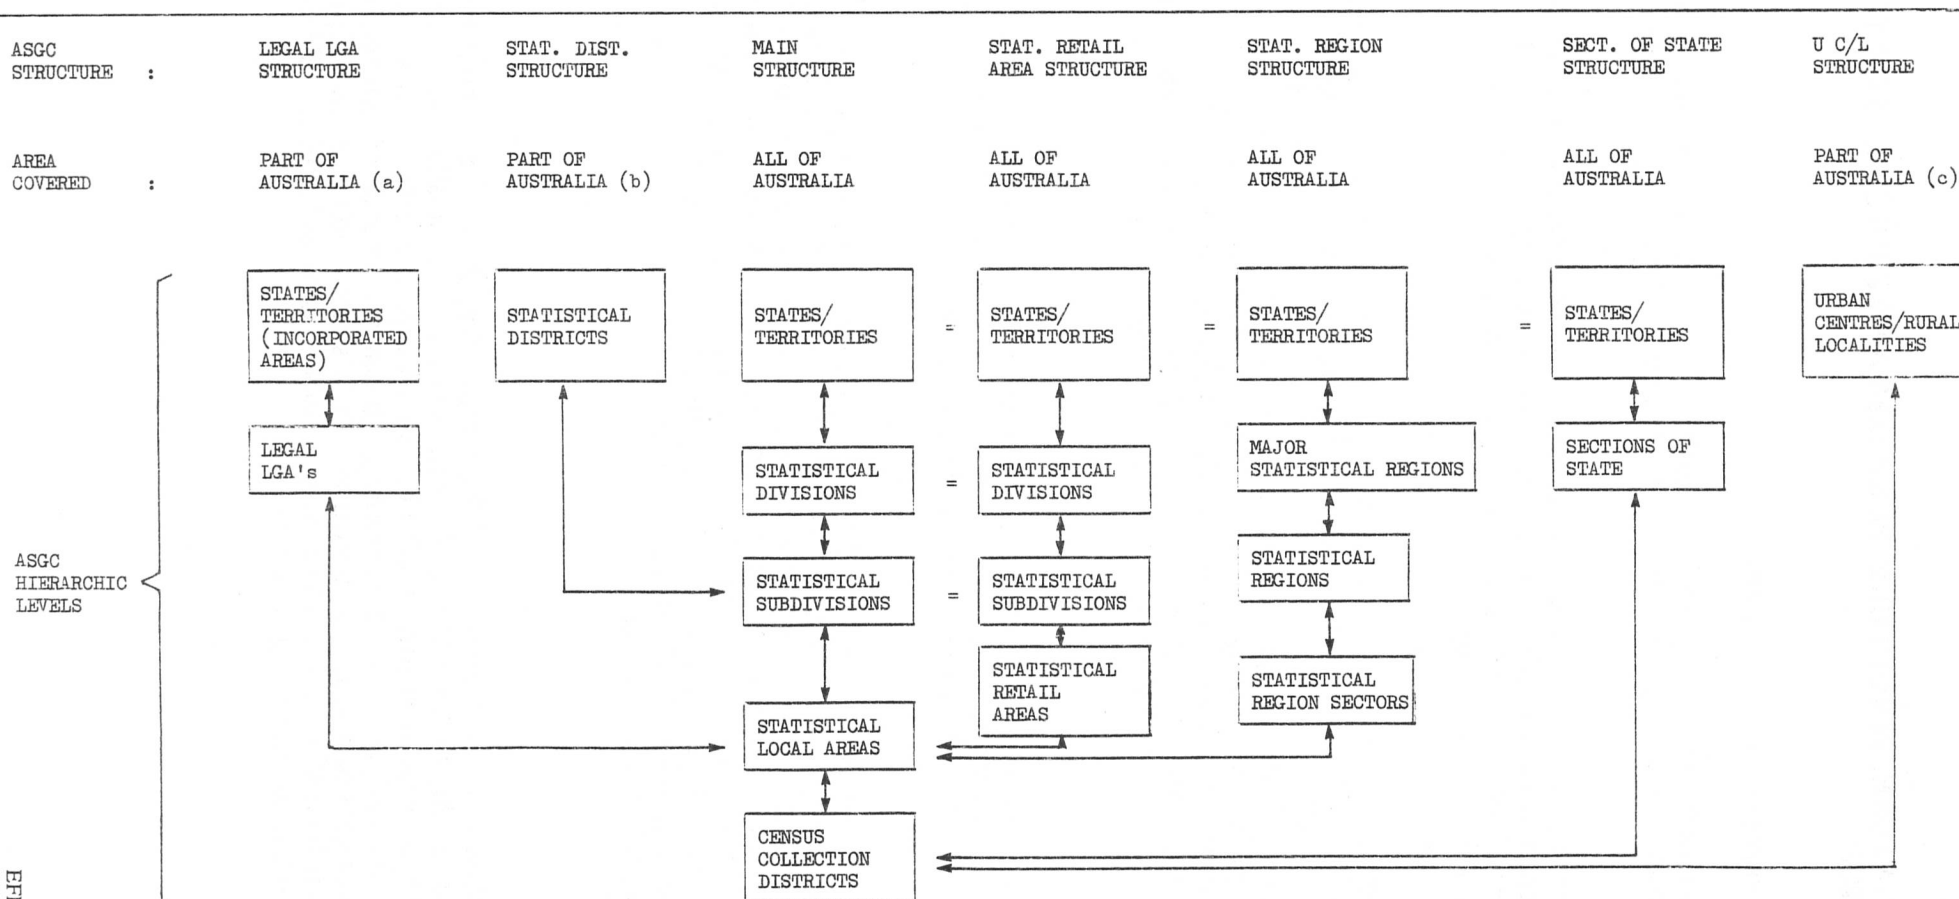 ASGC
STRUCTURE :
LEGAL LGA
STRUCTURE
STAT. DIST.
STRUCTURE
MAIN
STRUCTURE
STAT. RETAIL
AREA STRUCTURE
STAT. REGION
STRUCTURE
SECT. OF STATE
STRUCTURE
U C/L
STRUCTURE
AREA
COVERED :
PART OF
AUSTRALIA (a)
PART OF
AUSTRALIA (b)
ALL OF
AUSTRALIA
ALL OF
AUSTRALIA
ALL OF
AUSTRALIA
ALL OF
AUSTRALIA
PART OF
AUSTRALIA (c)
ASGC
HIERARCHIC
LEVELS
STATES/
TERRITORIES
(INCORPORATED
AREAS)
LEGAL
LGA's
STATISTICAL
DISTRICTS
STATES/
TERRITORIES
=
STATES/
TERRITORIES
=
STATES/
TERRITORIES
=
STATES/
TERRITORIES
URBAN
CENTRES/RURAL
LOCALITIES
STATISTICAL
DIVISIONS
=
STATISTICAL
DIVISIONS
MAJOR
STATISTICAL REGIONS
SECTIONS OF
STATE
STATISTICAL
SUBDIVISIONS
=
STATISTICAL
SUBDIVISIONS
STATISTICAL
REGIONS
STATISTICAL
RETAIL
AREAS
STATISTICAL
REGION SECTORS
STATISTICAL
LOCAL AREAS
CENSUS
COLLECTION
DISTRICTS